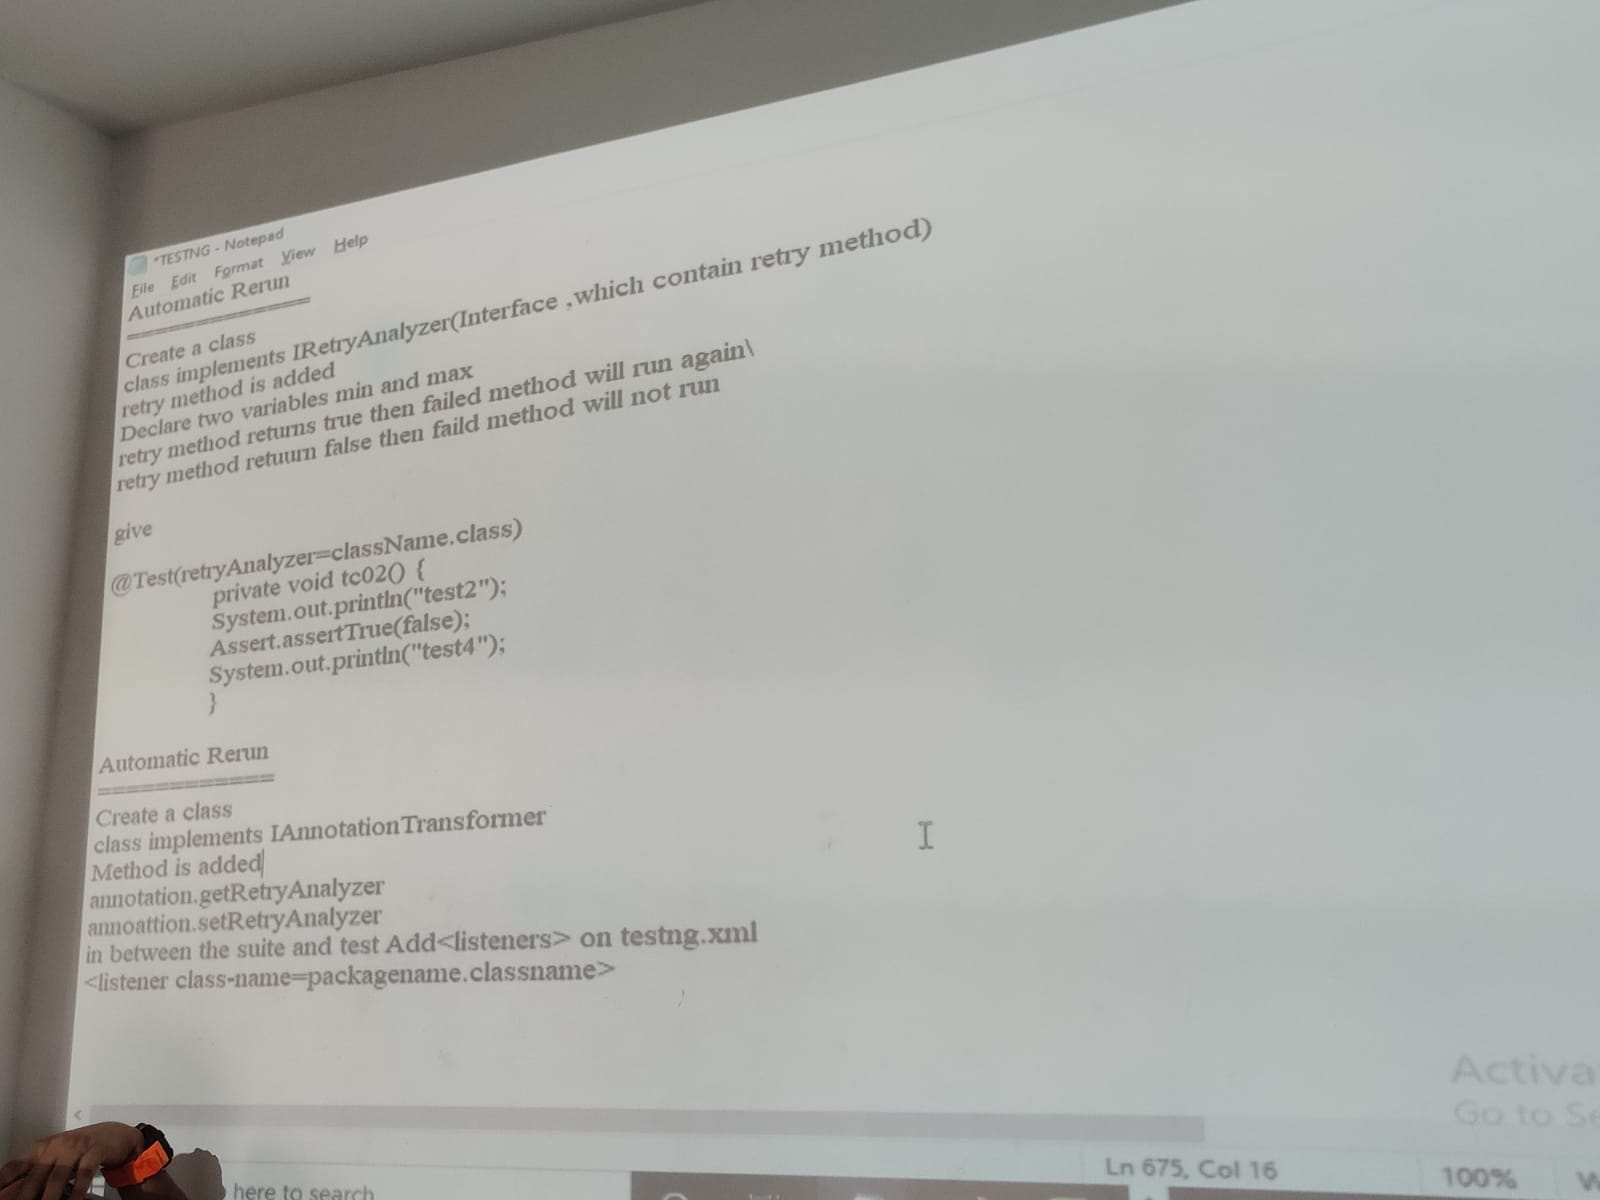 *TESTNG - Notepad
File Edit Format View Help
Automatic Rerun
================
Create a class
class implements IRetryAnalyzer(Interface ,which contain retry method)
retry method is added
Declare two variables min and max
retry method returns true then failed method will run again\
retry method retuurn false then faild method will not run
give
@Test(retryAnalyzer=className.class)
private void tc02() {
System.out.println("test2");
Assert.assertTrue(false);
System.out.println("test4");
}
Automatic Rerun
===============
Create a class
class implements IAnnotationTransformer
Method is added
annotation.getRetryAnalyzer
annoattion.setRetryAnalyzer
in between the suite and test Add<listeners> on testng.xml
<listener class-name=packagename.classname>
Activa
Go to Se
Ln 675, Col 16
100%
W
here to search